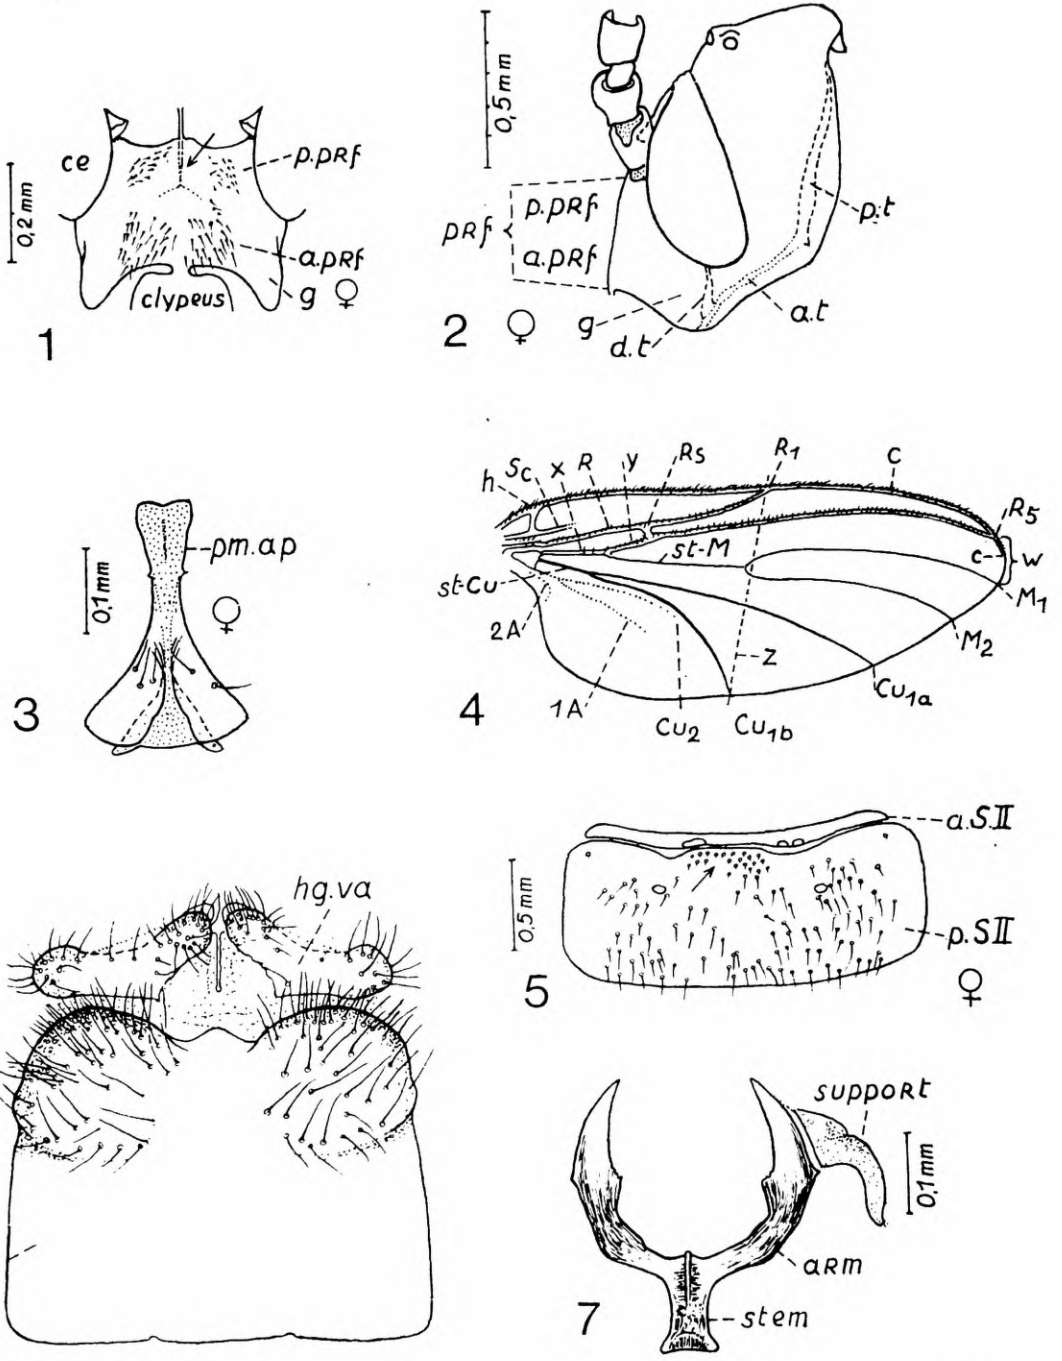 ce
p.pRf
0,2 mm
a.pRf
clypeus
g ♀
1
0,5 mm
pRf
p.pRf
a.pRf
p.t
a.t
g
d.t
2 ♀
pm.ap
0,1 mm
♀
3
h
Sc
x
R
y
Rs
R1
C
R5
c
w
st-M
st-Cu
M1
2A
M2
z
Cu1a
1A
Cu2
Cu1b
4
hg.va
a.S.II
0,5 mm
p.SII
5 ♀
support
0,1 mm
aRm
stem
7